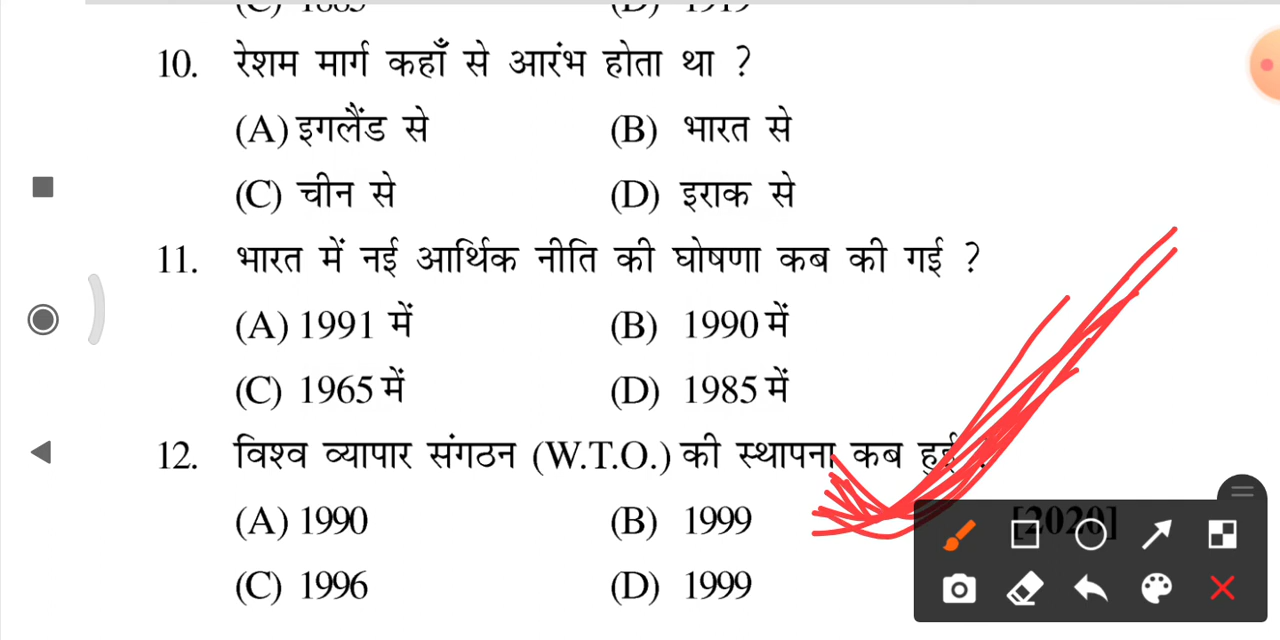 10. रेशम मार्ग कहाँ से आरंभ होता था ?
(A) इगलैंड से (B) भारत से
(C) चीन से (D) इराक से
11. भारत में नई आर्थिक नीति की घोषणा कब की गई ?
(A) 1991 में (B) 1990 में
(C) 1965 में (D) 1985 में
12. विश्व व्यापार संगठन (W.T.O.) की स्थापना कब हुई ?
[2020]
(A) 1990 (B) 1999
(C) 1996 (D) 1999